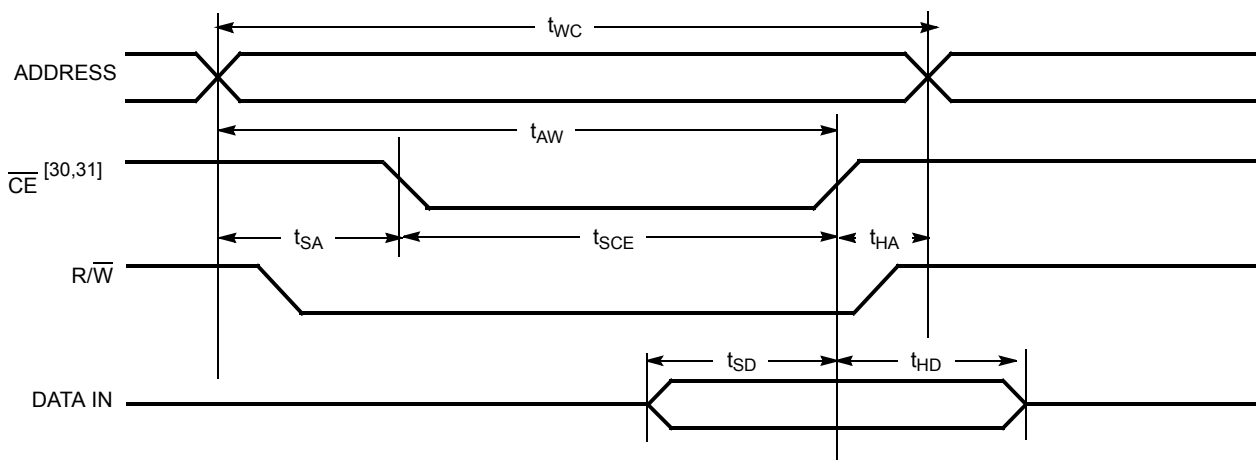 tWC
ADDRESS
tAW
CE [30,31]
tSA tSCE tHA
R/W
tSD tHD
DATA IN